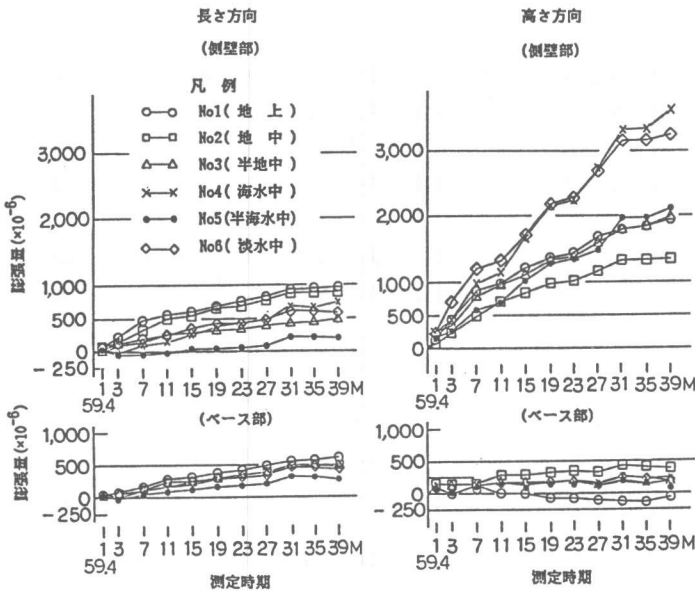 長さ方向
(側壁部)
高さ方向
(側壁部)
凡 例
No1( 地 上 )
No2( 地 中 )
No3( 半地中 )
No4( 海水中 )
No5(半海水中)
No6( 淡水中 )
膨張量(×10⁻⁶)
3,000
2,000
1,000
500
0
- 250
1 3 7 11 15 19 23 27 31 35 39M
59.4
3,000
2,000
1,000
500
0
1 3 7 11 15 19 23 27 31 35 39M
59.4
(ベース部)
膨張量(×10⁻⁶)
1,000
500
0
- 250
1 3 7 11 15 19 23 27 31 35 39M
59.4
測定時期
(ベース部)
1,000
500
250
0
- 250
1 3 7 11 15 19 23 27 31 35 39M
59.4
測定時期